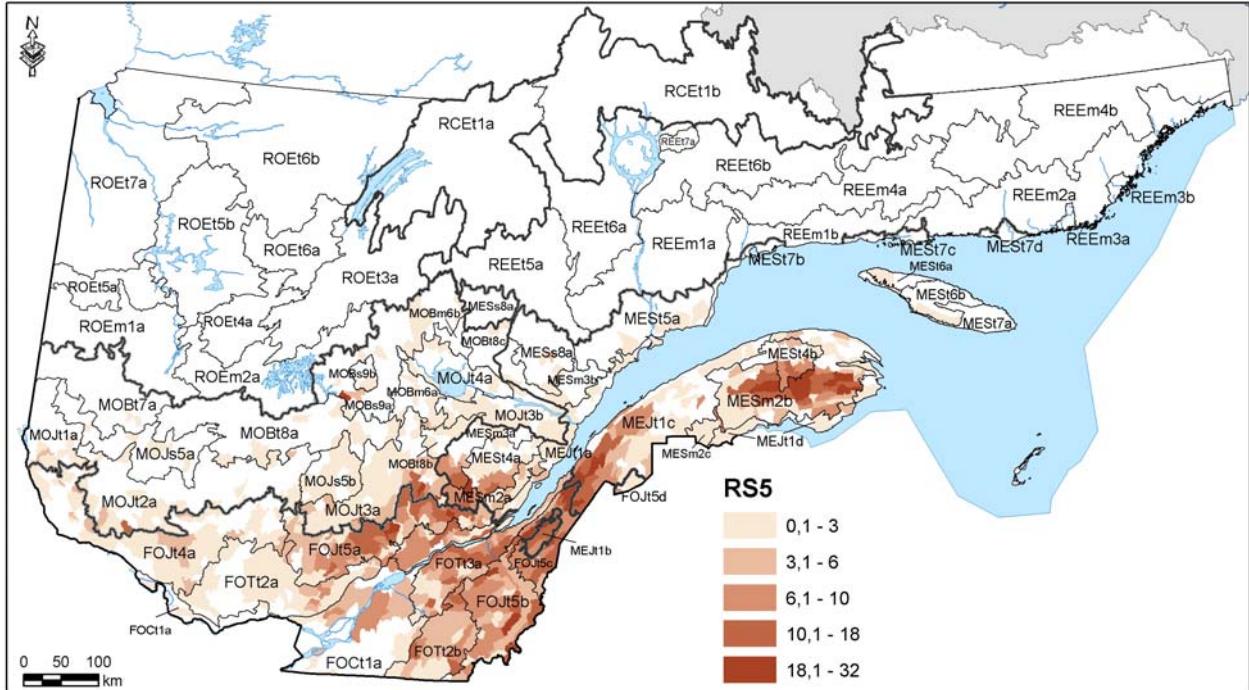 N
RCEt1b
REEm4b
RCEt1a
REEt7a
ROEt6b
REEt6b
ROEt7a
REEm4a
ROEt5b
REEm2a
REEm3b
REEt6a
REEm1a
REEm1b
ROEt6a
MESt7c
MESt7d
REEm3a
MESt7b
REEt5a
ROEt3a
MESt6a
ROEt5a
MESt6b
MESs8a
MOBm6b
MESt5a
MESt7a
ROEm1a
ROEt4a
MOBt8c
MESs8a
MESt4b
ROEm2a
MOBs9b
MOJt4a
MESm3b
MESm2b
MOBm6a
MOBt7a
MOBs9a
MOJt3b
MEJt1c
MOJt1a
MOBt8a
MESm3a
MEJt1d
MEJt1a
MESm2c
MOJs5a
MESt4a
MOBt8b
MOJs5b
FOJt5d
RS5
MESm2a
MOJt2a
MOJt3a
0,1 - 3
FOJt4a
FOJt5a
MEJt1b
3,1 - 6
FOTt3a
FOJt5c
FOTt2a
6,1 - 10
FOJt5b
FOCt1a
10,1 - 18
FOTt2b
FOCt1a
18,1 - 32
0 50 100
km